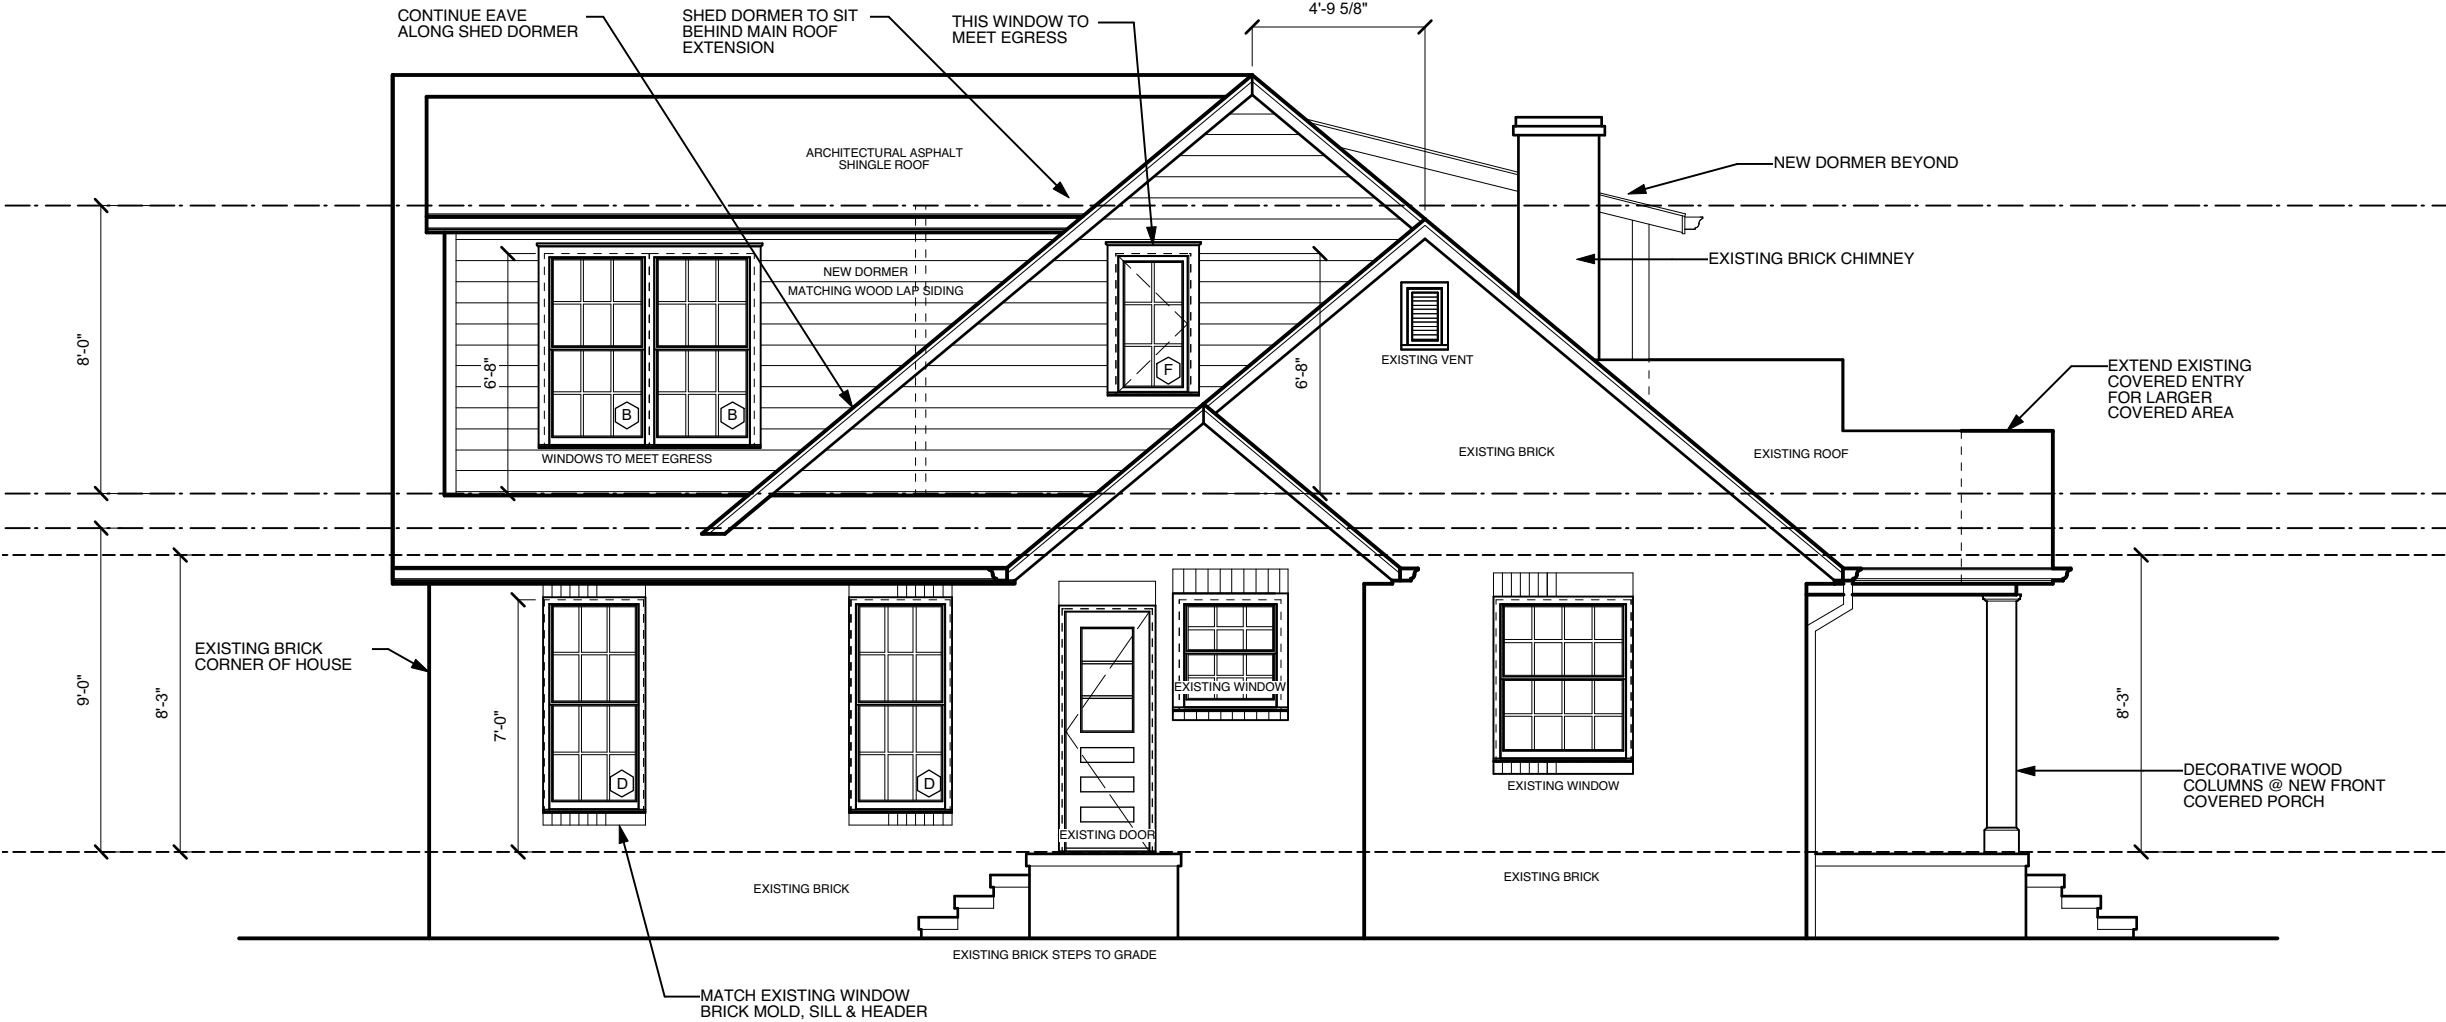 CONTINUE EAVE
ALONG SHED DORMER
SHED DORMER TO SIT
BEHIND MAIN ROOF
EXTENSION
THIS WINDOW TO
MEET EGRESS
4'-9 5/8"
ARCHITECTURAL ASPHALT
SHINGLE ROOF
NEW DORMER BEYOND
EXISTING BRICK CHIMNEY
NEW DORMER
MATCHING WOOD LAP SIDING
8'-0"
6'-8"
B
B
F
6'-8"
EXISTING VENT
EXTEND EXISTING
COVERED ENTRY
FOR LARGER
COVERED AREA
WINDOWS TO MEET EGRESS
EXISTING BRICK
EXISTING ROOF
EXISTING BRICK
CORNER OF HOUSE
9'-0"
8'-3"
7'-0"
D
D
EXISTING WINDOW
EXISTING DOOR
EXISTING WINDOW
8'-3"
DECORATIVE WOOD
COLUMNS @ NEW FRONT
COVERED PORCH
EXISTING BRICK
EXISTING BRICK
EXISTING BRICK STEPS TO GRADE
MATCH EXISTING WINDOW
BRICK MOLD, SILL & HEADER